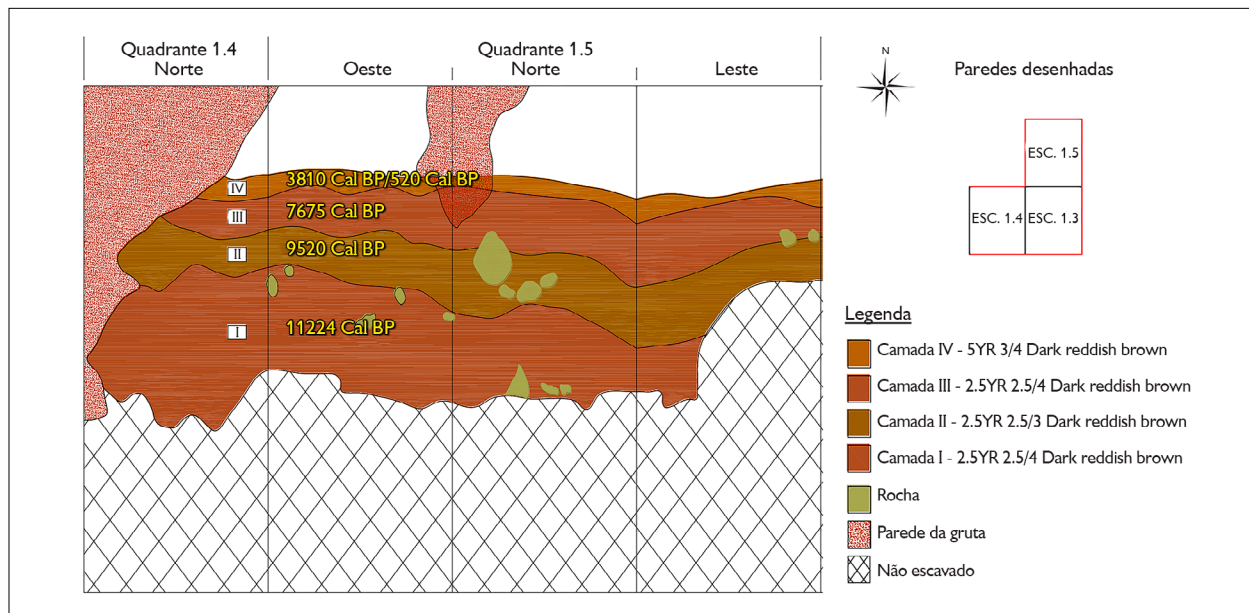 Quadrante 1.4
Norte
Quadrante 1.5
Oeste
Norte
Leste
N
Paredes desenhadas
ESC. 1.5
ESC. 1.4
ESC. 1.3
IV
3810 Cal BP/520 Cal BP
III
7675 Cal BP
II
9520 Cal BP
I
11224 Cal BP
Legenda
Camada IV - 5YR 3/4 Dark reddish brown
Camada III - 2.5YR 2.5/4 Dark reddish brown
Camada II - 2.5YR 2.5/3 Dark reddish brown
Camada I - 2.5YR 2.5/4 Dark reddish brown
Rocha
Parede da gruta
Não escavado